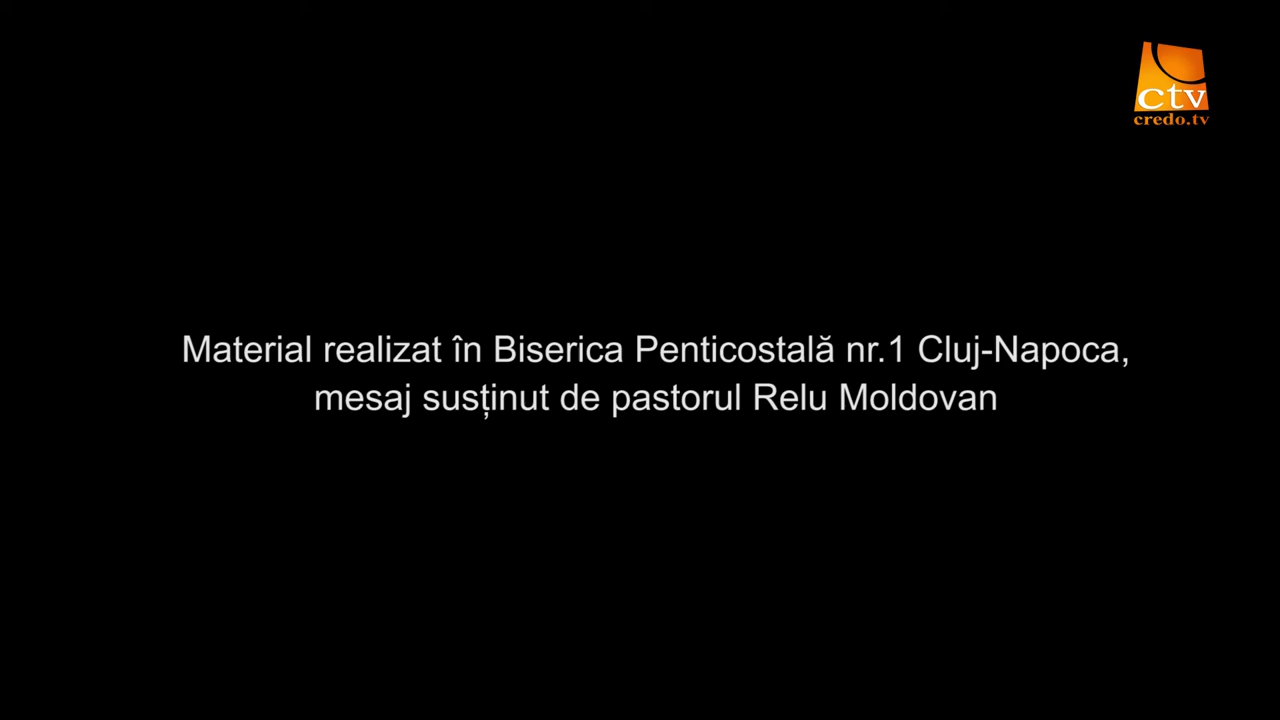 ctv
credo.tv
Material realizat în Biserica Penticostală nr.1 Cluj-Napoca,
mesaj susținut de pastorul Relu Moldovan